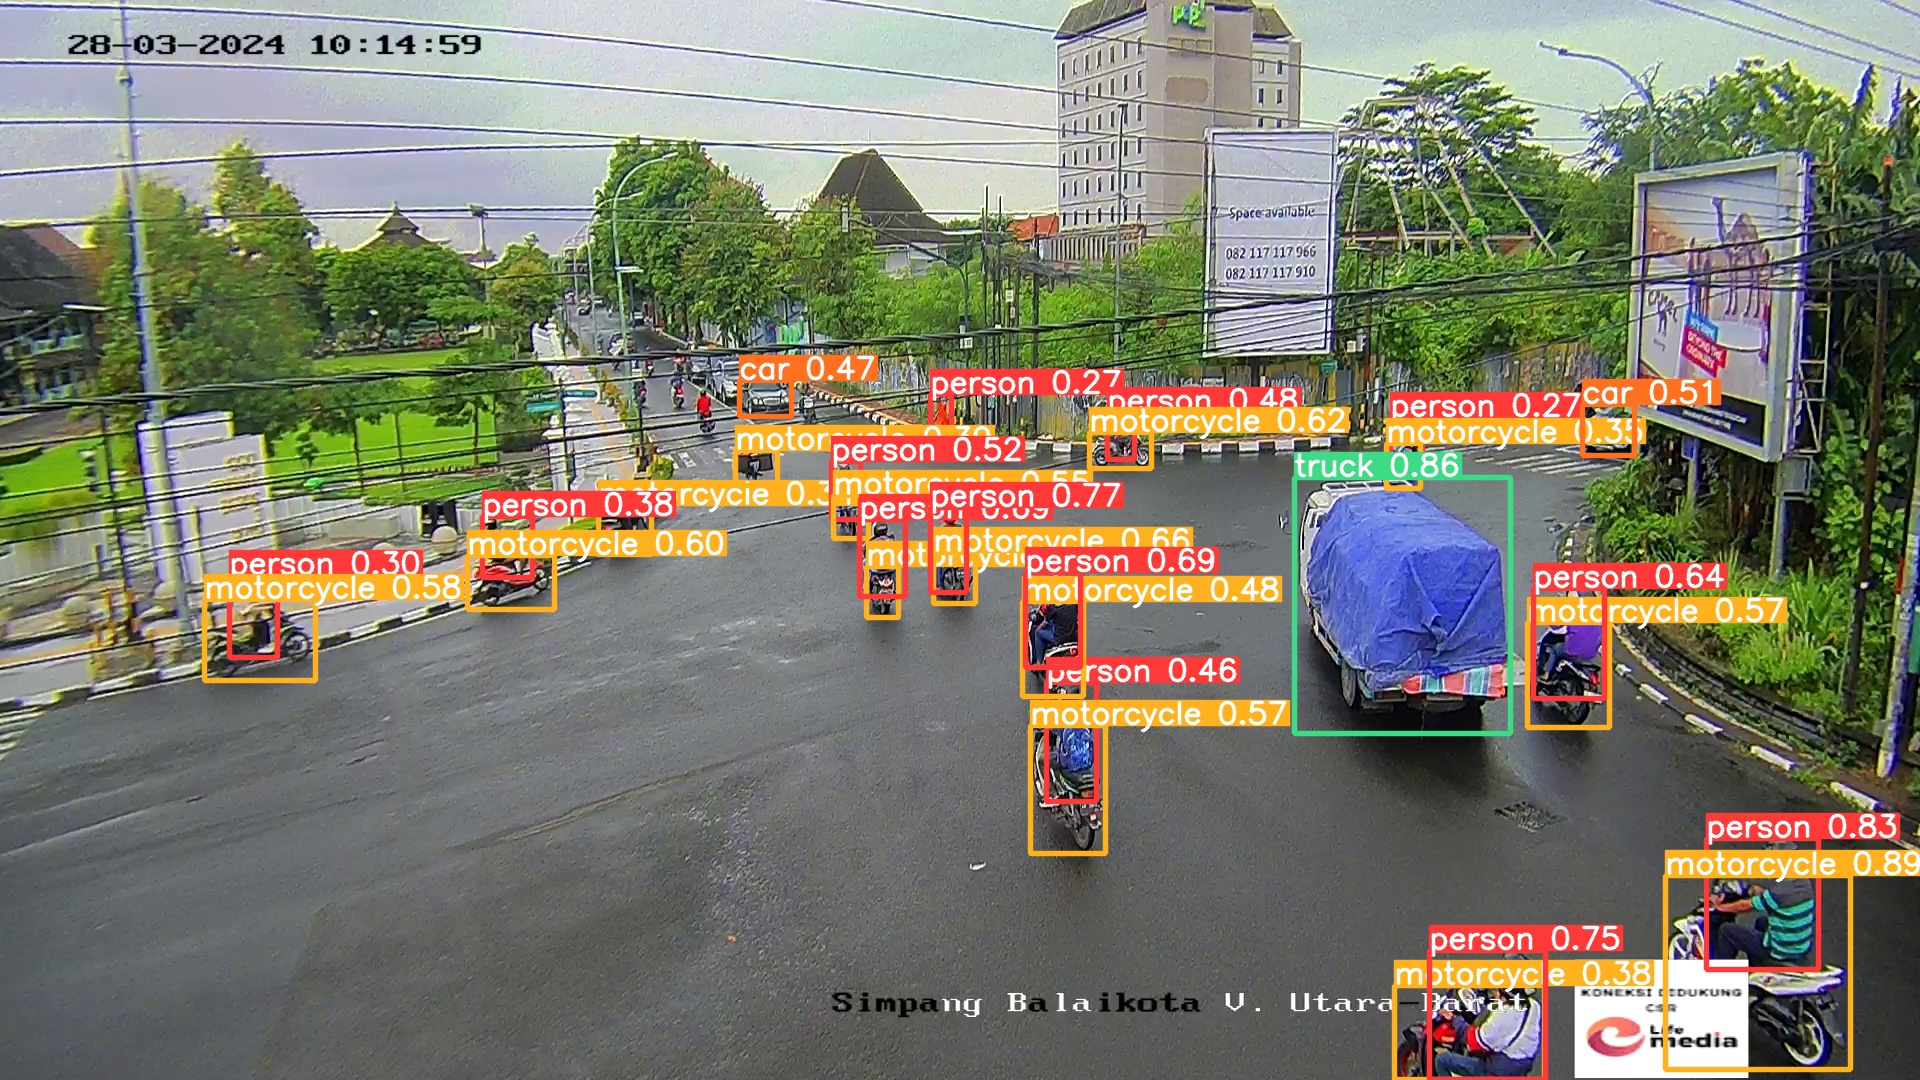 28-03-2024 10:14:59
pop!
Space available
082 117 117 966
082 117 117 910
CAMEL
car 0.47
person 0.27
person 0.48
motorcycle 0.62
person 0.27
car 0.51
motorcycle 0.35
person 0.52
truck 0.86
person 0.38
person 0.77
motorcycle 0.60
motorcycle 0.66
person 0.69
person 0.30
motorcycle 0.58
motorcycle 0.48
person 0.64
motorcycle 0.57
person 0.46
motorcycle 0.57
person 0.83
motorcycle 0.89
person 0.75
motorcycle 0.38
Simpang Balaikota V. Utara-Barat
KONEKSI DIDUKUNG
CSR
Life
media